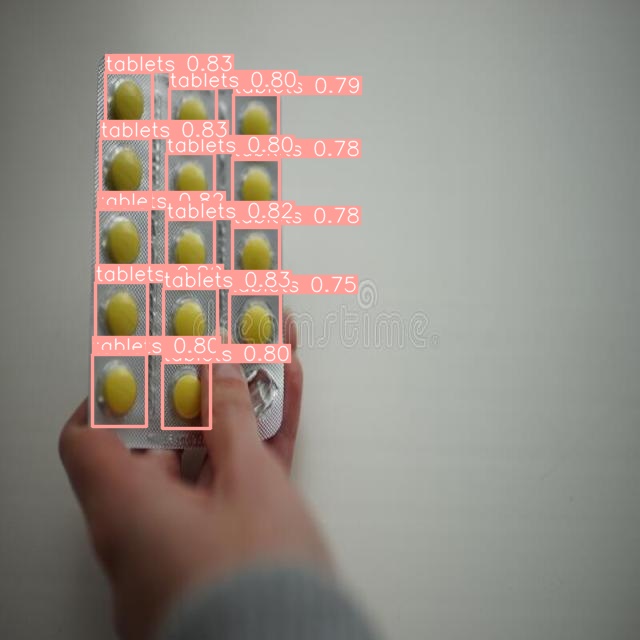 tablets 0.83
tablets 0.80
0.79
tablets 0.83
tablets 0.80
0.78
tablets 0.82
0.78
tablets
tablets 0.83
0.75
0.80
tablets 0.80
dreamstime.